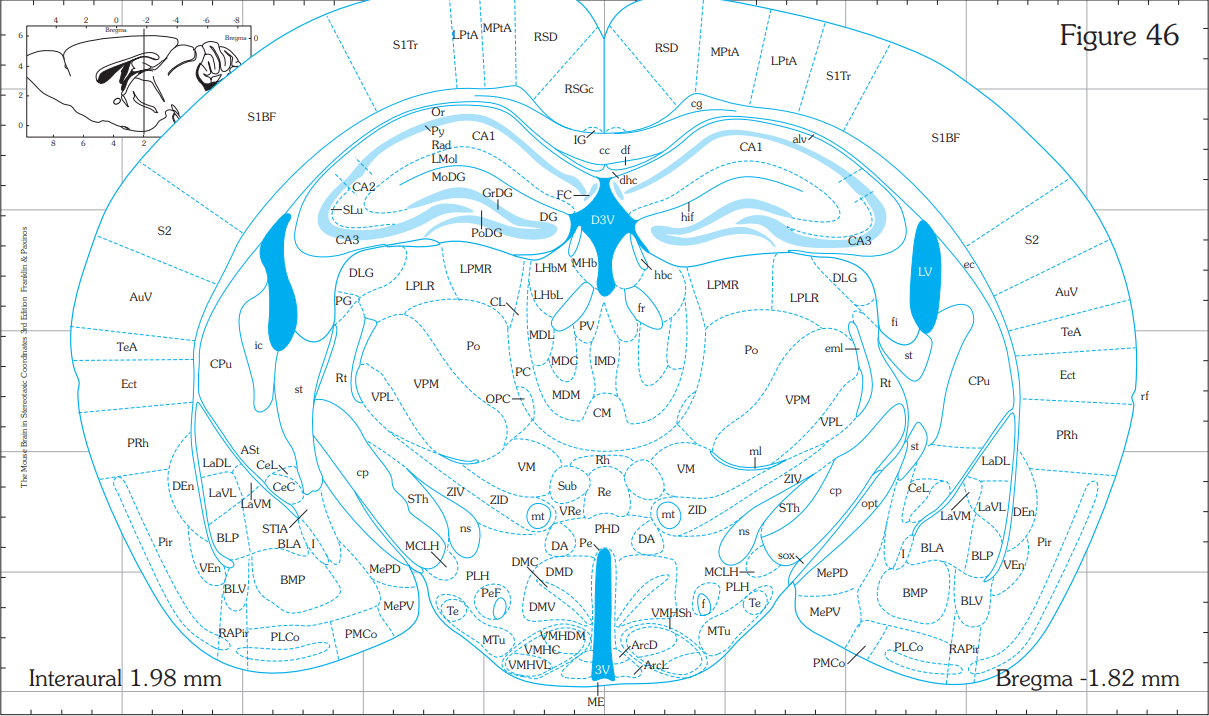 Figure 46
4 2 0 -2 -4 -6 -8
Bregma
Bregma 0
6
4
2
0
8 6 4 2
S1Tr LPtA MPtA RSD RSD MPtA LPtA S1Tr
RSGc
S1BF Or cg S1BF
Py CA1 IG cc df CA1 alv
Rad
LMol
MoDG dhc
CA2 GrDG FC
SLu DG D3V hif
PoDG
CA3 CA3
S2 S2
DLG LPMR LHbM MHb hbc LPMR DLG LV ec
LPLR LPLR
AuV PG CL LHbL fr AuV
PV fi
TeA ic Po MDL Po eml st TeA
CPu MDC IMD CPu
Ect st Rt VPM PC VPM Rt Ect
VPL OPC MDM rf
CM VPL
PRh PRh
ASt ml st
LaDL CeL cp VM Rh VM ZIV cp LaDL
DEn LaVL CeC STh ZIV ZID Sub Re ZID STh opt CeL LaVL DEn
LaVM mt VRe mt LaVM
STIA ns PHD ns
Pir BLP BLA I MCLH DA Pe DA sox I BLA BLP Pir
VEn BMP MePD PLH DMC DMD MCLH MePD VEn
BLV PeF PLH BMP BLV
MePV Te DMV f Te MePV
VMHSh
RAPir PLCo PMCo MTu VMHDM ArcD MTu PLCo RAPir
VMHC
VMHVL 3V ArcL PMCo
ME
Interaural 1.98 mm
Bregma -1.82 mm
The Mouse Brain in Stereotaxic Coordinates 3rd Edition Franklin & Paxinos